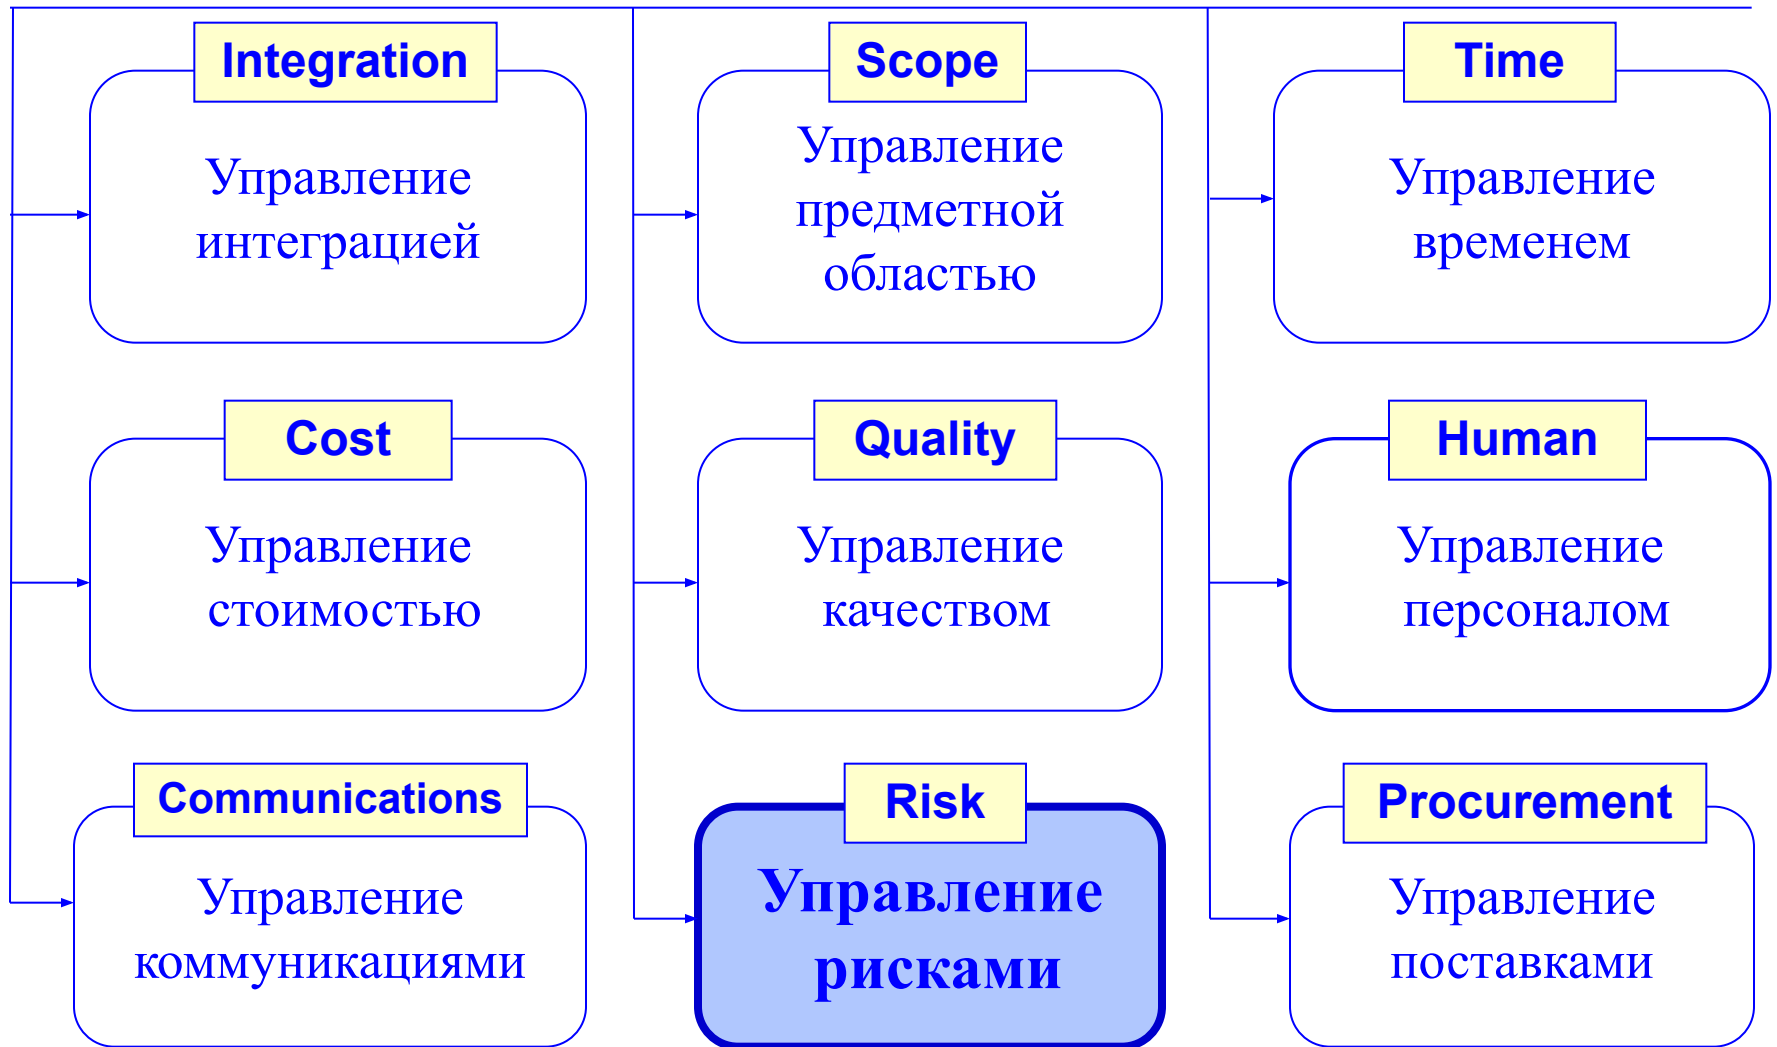 Integration
Управление
интеграцией
Scope
Управление
предметной
областью
Time
Управление
временем
Cost
Управление
стоимостью
Quality
Управление
качеством
Human
Управление
персоналом
Communications
Управление
коммуникациями
Risk
Управление
рисками
Procurement
Управление
поставками